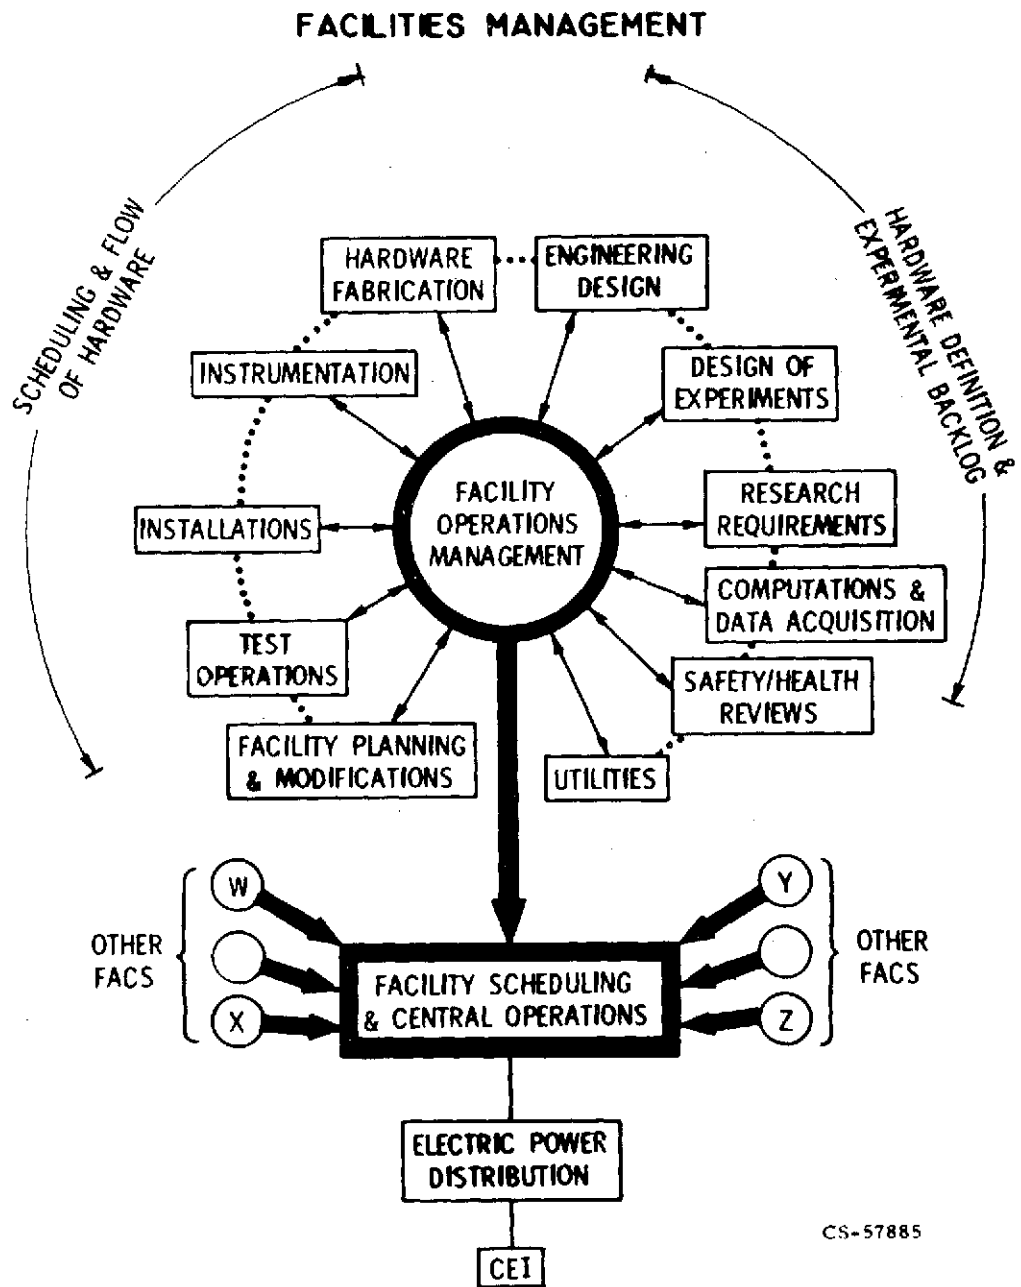 FACILITIES MANAGEMENT
SCHEDULING & FLOW
OF HARDWARE
HARDWARE DEFINITION &
EXPERIMENTAL BACKLOG
HARDWARE
FABRICATION
ENGINEERING
DESIGN
INSTRUMENTATION
DESIGN OF
EXPERIMENTS
FACILITY
OPERATIONS
MANAGEMENT
INSTALLATIONS
RESEARCH
REQUIREMENTS
COMPUTATIONS &
DATA ACQUISITION
TEST
OPERATIONS
SAFETY/HEALTH
REVIEWS
FACILITY PLANNING
& MODIFICATIONS
UTILITIES
OTHER
FACS
W
X
Y
Z
OTHER
FACS
FACILITY SCHEDULING
& CENTRAL OPERATIONS
ELECTRIC POWER
DISTRIBUTION
CS-57885
CEI